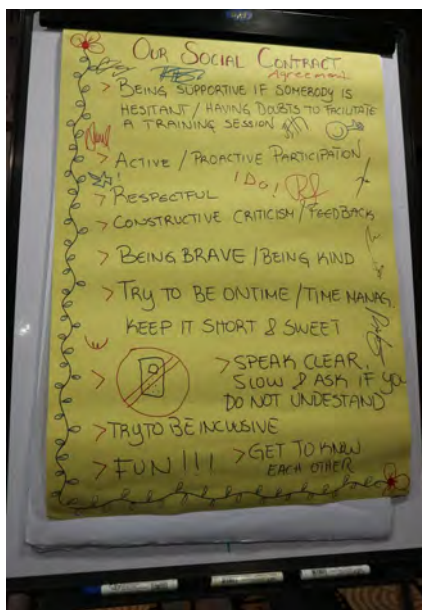 OUR SOCIAL CONTRACT
Agreement
> BEING SUPPORTIVE IF SOMEBODY IS
HESITANT / HAVING DOUBTS TO FACILITATE
A TRAINING SESSION
> ACTIVE / PROACTIVE PARTICIPATION
I DO!
> RESPECTFUL
> CONSTRUCTIVE CRITICISM / FEEDBACK
> BEING BRAVE / BEING KIND
> TRY TO BE ONTIME / TIME MANAG.
KEEP IT SHORT & SWEET
>
> SPEAK CLEAR,
SLOW & ASK IF YOU
DO NOT UNDESTAND
> TRY TO BE INCLUSIVE
> FUN!!!
> GET TO KNOW
EACH OTHER